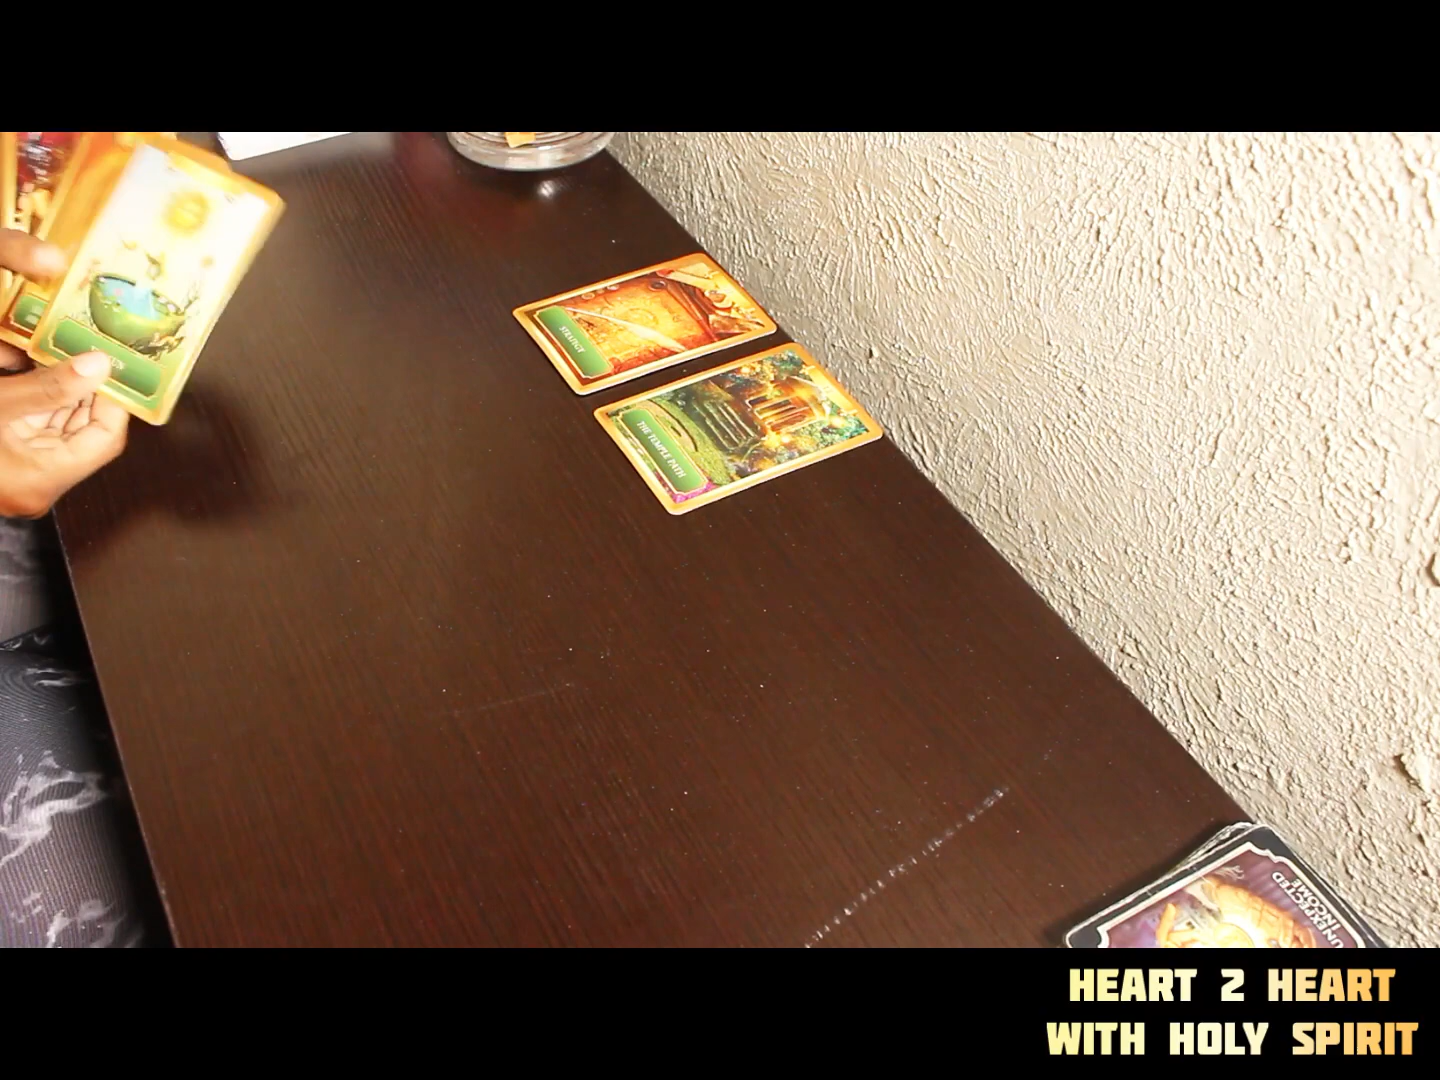 STRATEGY
THE TEMPLE PATH
UNEXPECTED
INCOME
HEART 2 HEART
WITH HOLY SPIRIT